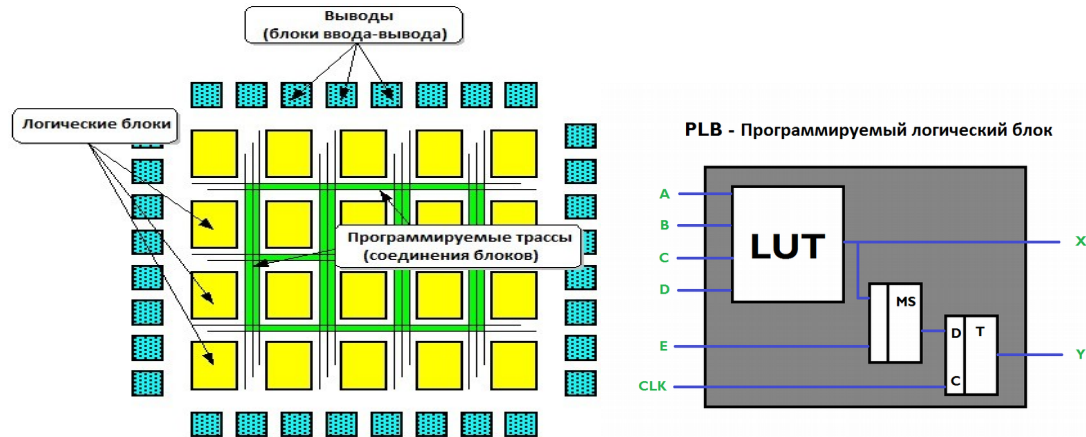 Выводы
(блоки ввода-вывода)
Логические блоки
Программируемые трассы
(соединения блоков)
PLB - Программируемый логический блок
A
B
C
D
E
CLK
LUT
MS
D T
C
X
Y